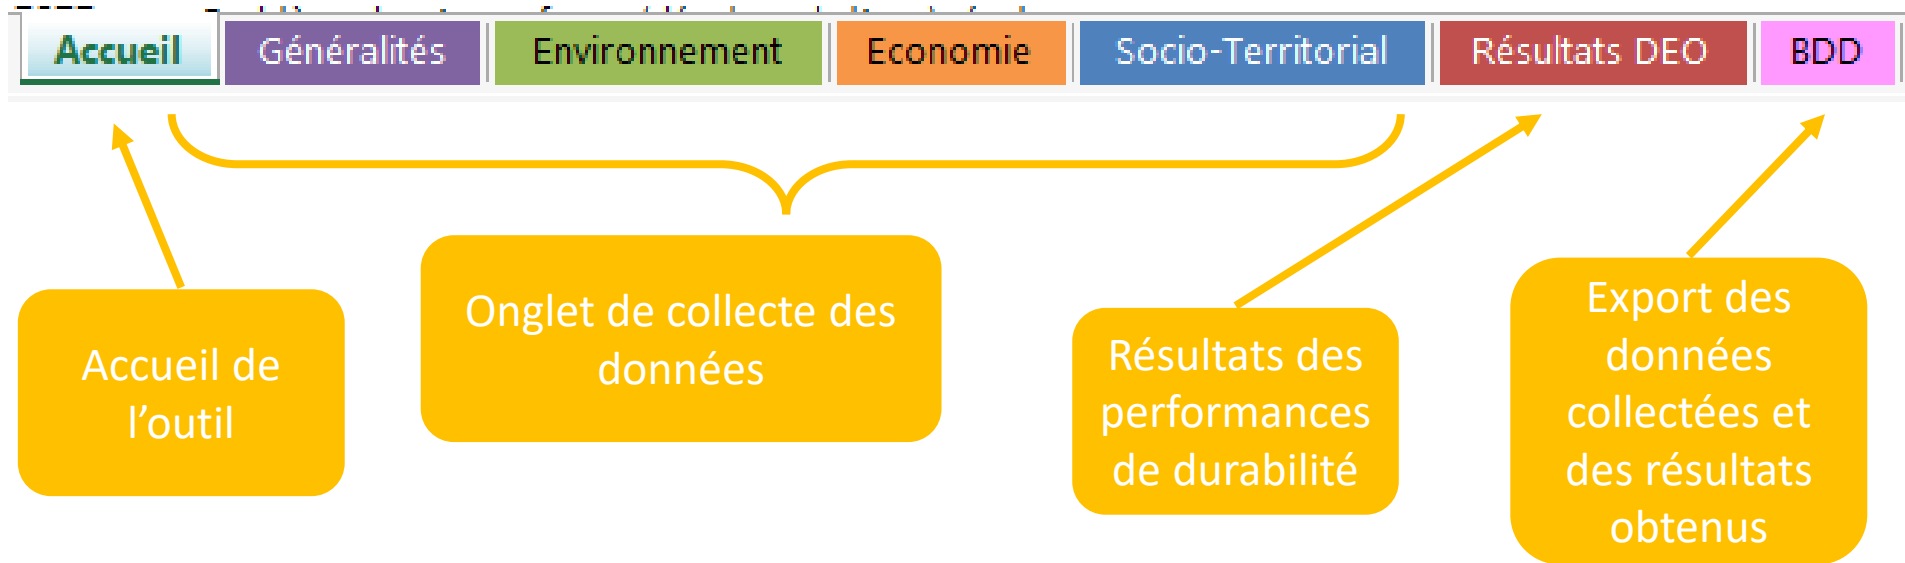 Accueil Généralités Environnement Economie Socio-Territorial Résultats DEO BDD
Accueil de
l’outil
Onglet de collecte des
données
Résultats des
performances
de durabilité
Export des
données
collectées et
des résultats
obtenus